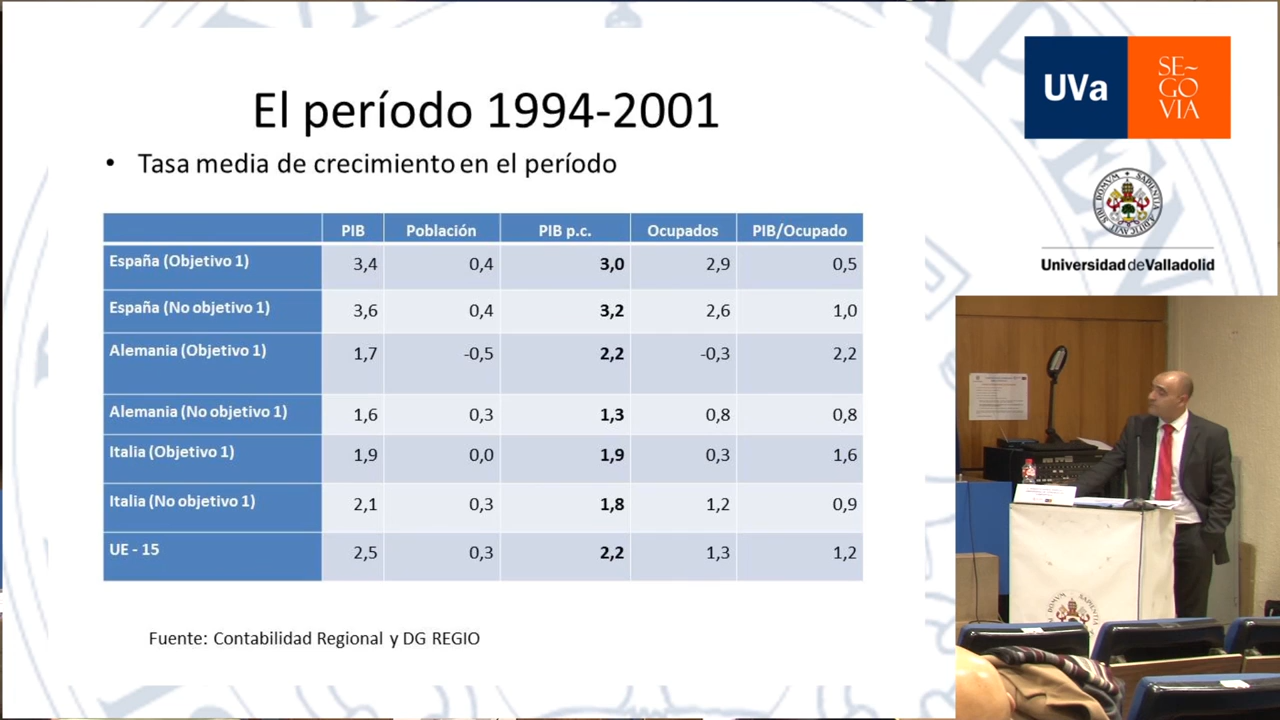 El período 1994-2001
• Tasa media de crecimiento en el período
PIB Población PIB p.c. Ocupados PIB/Ocupado
España (Objetivo 1) 3,4 0,4 3,0 2,9 0,5
España (No objetivo 1) 3,6 0,4 3,2 2,6 1,0
Alemania (Objetivo 1) 1,7 -0,5 2,2 -0,3 2,2
Alemania (No objetivo 1) 1,6 0,3 1,3 0,8 0,8
Italia (Objetivo 1) 1,9 0,0 1,9 0,3 1,6
Italia (No objetivo 1) 2,1 0,3 1,8 1,2 0,9
UE - 15 2,5 0,3 2,2 1,3 1,2
Fuente: Contabilidad Regional y DG REGIO
UVa
SE~
GO
VIA
Universidad de Valladolid